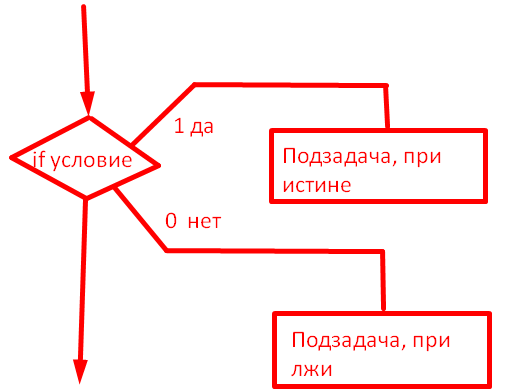 1 да
if условие
Подзадача, при
истине
0 нет
Подзадача, при
лжи